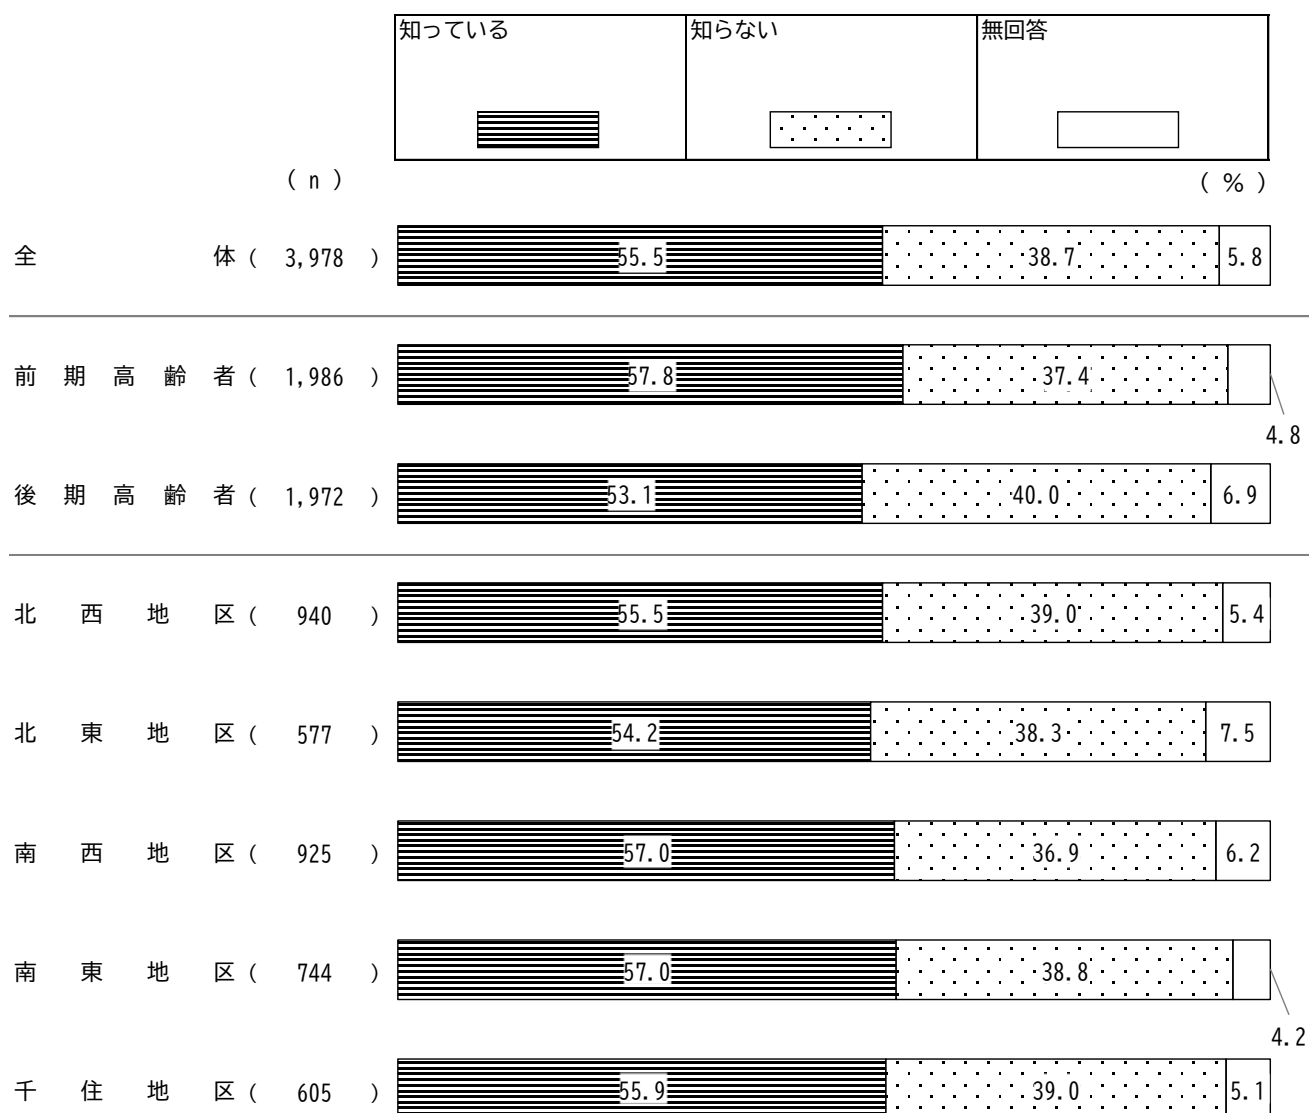 知っている 知らない 無回答
( n ) ( % )
全体 ( 3,978 ) 55.5 38.7 5.8
前期高齢者 ( 1,986 ) 57.8 37.4
4.8
後期高齢者 ( 1,972 ) 53.1 40.0 6.9
北西地区 ( 940 ) 55.5 39.0 5.4
北東地区 ( 577 ) 54.2 38.3 7.5
南西地区 ( 925 ) 57.0 36.9 6.2
南東地区 ( 744 ) 57.0 38.8
4.2
千住地区 ( 605 ) 55.9 39.0 5.1